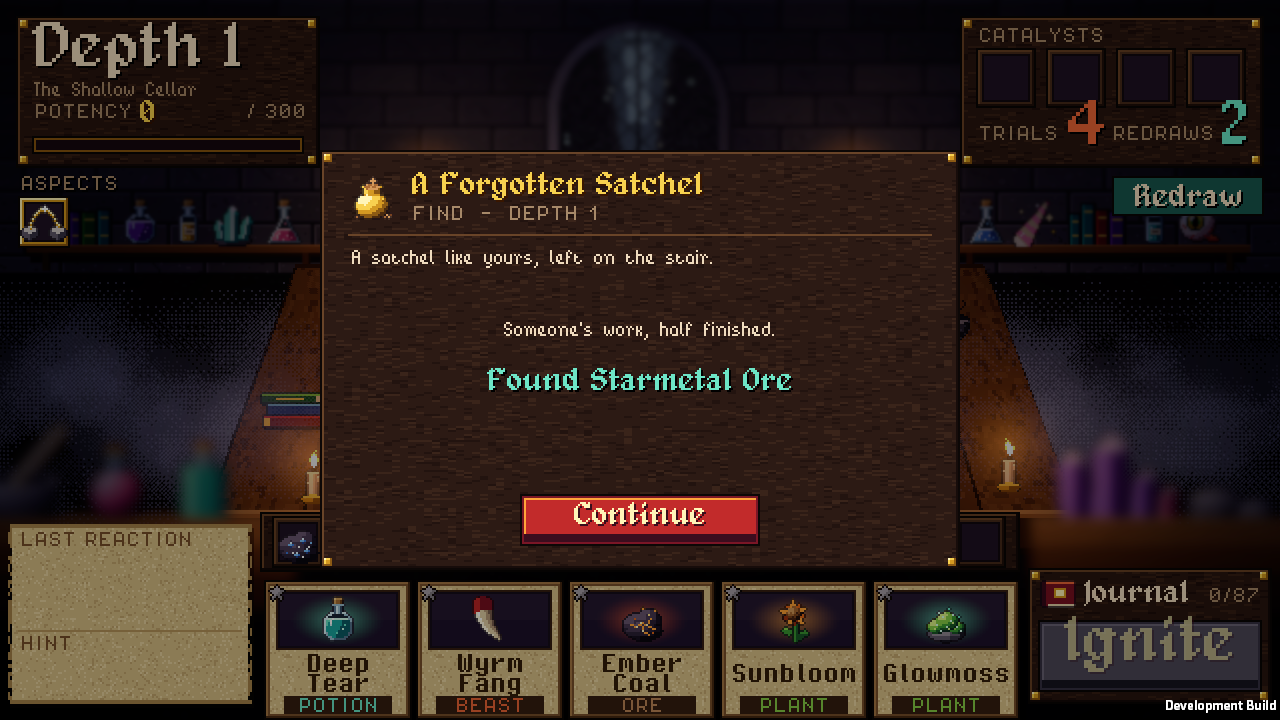 Depth 1
The Shallow Cellar
POTENCY 0 / 300
ASPECTS
CATALYSTS
TRIALS 4 REDRAWS 2
Redraw
A Forgotten Satchel
FIND - DEPTH 1
A satchel like yours, left on the stair.
Someone's work, half finished.
Found Starmetal Ore
Continue
LAST REACTION
HINT
Deep
Tear
POTION
Wyrm
Fang
BEAST
Ember
Coal
ORE
Sunbloom
PLANT
Glowmoss
PLANT
Journal 0/87
Ignite
Development Build